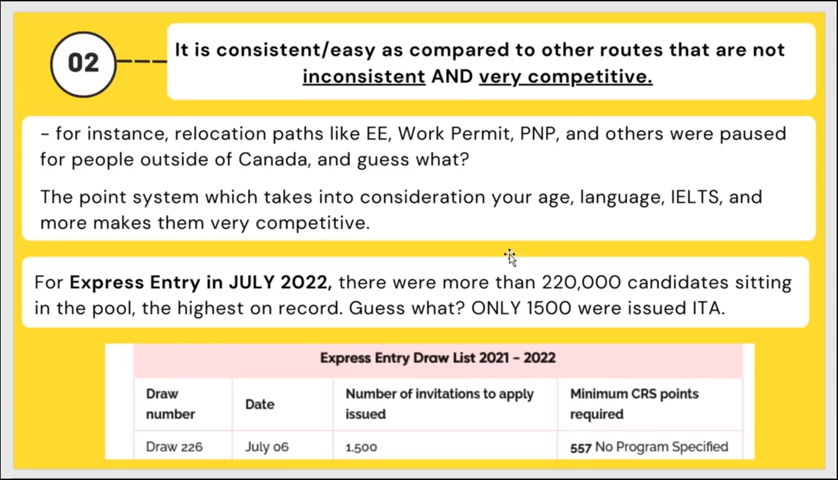 02
It is consistent/easy as compared to other routes that are not
inconsistent AND very competitive.
- for instance, relocation paths like EE, Work Permit, PNP, and others were paused
for people outside of Canada, and guess what?
The point system which takes into consideration your age, language, IELTS, and
more makes them very competitive.
For Express Entry in JULY 2022, there were more than 220,000 candidates sitting
in the pool, the highest on record. Guess what? ONLY 1500 were issued ITA.
Express Entry Draw List 2021 - 2022
Draw number Date Number of invitations to apply issued Minimum CRS points required
Draw 226 July 06 1,500 557 No Program Specified